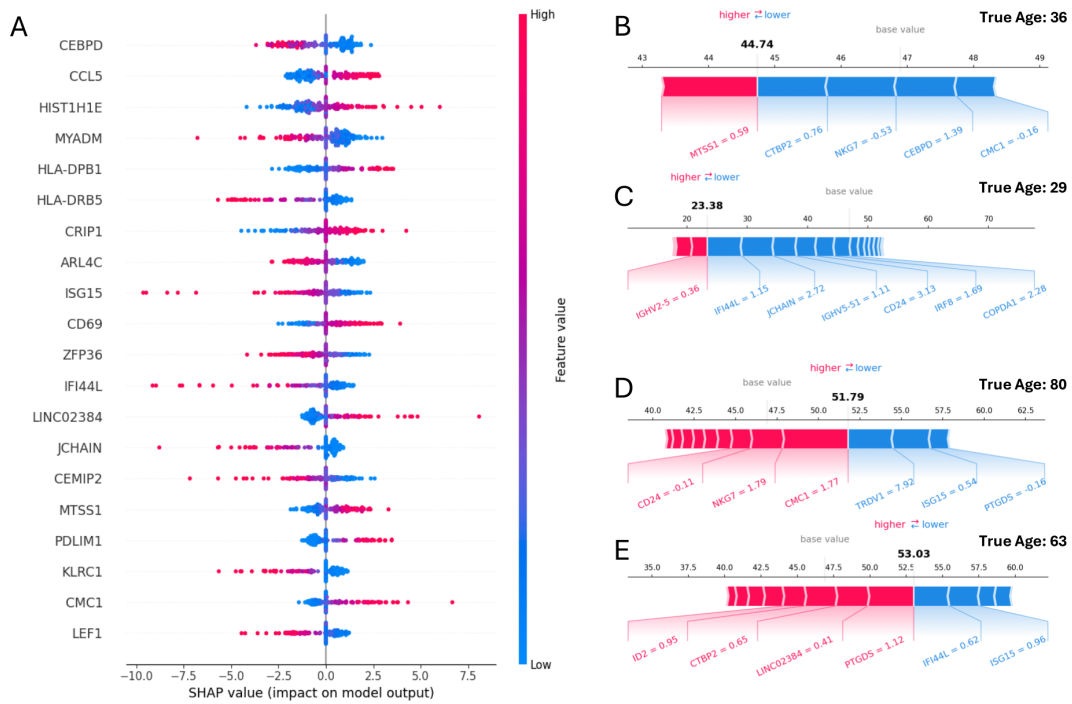 A
CEBPD
CCL5
HIST1H1E
MYADM
HLA-DPB1
HLA-DRB5
CRIP1
ARL4C
ISG15
CD69
ZFP36
IFI44L
LINC02384
JCHAIN
CEMIP2
MTSS1
PDLIM1
KLRC1
CMC1
LEF1
−10.0 −7.5 −5.0 −2.5 0.0 2.5 5.0 7.5
SHAP value (impact on model output)
High
Feature value
Low
B
True Age: 36
higher ⇄ lower
44.74
base value
43 44 45 46 47 48 49
MTSS1 = 0.59
CTBP2 = 0.76
NKG7 = -0.53
CEBPD = 1.39
CMC1 = -0.16
C
True Age: 29
higher ⇄ lower
23.38
base value
20 30 40 50 60 70
IGHV2-5 = 0.36
IFI44L = 1.15
JCHAIN = 2.72
IGHV5-51 = 1.11
CD24 = 3.13
IRF8 = 1.69
COPDA1 = 2.28
D
True Age: 80
higher ⇄ lower
base value
51.79
40.0 42.5 45.0 47.5 50.0 52.5 55.0 57.5 60.0 62.5
CD24 = -0.11
NKG7 = 1.79
CMC1 = 1.77
TRDV1 = 7.92
ISG15 = 0.54
PTGDS = -0.16
E
True Age: 63
higher ⇄ lower
base value
53.03
35.0 37.5 40.0 42.5 45.0 47.5 50.0 52.5 55.0 57.5 60.0
ID2 = 0.95
CTBP2 = 0.65
LINC02384 = 0.41
PTGDS = 1.12
IFI44L = 0.62
ISG15 = 0.96